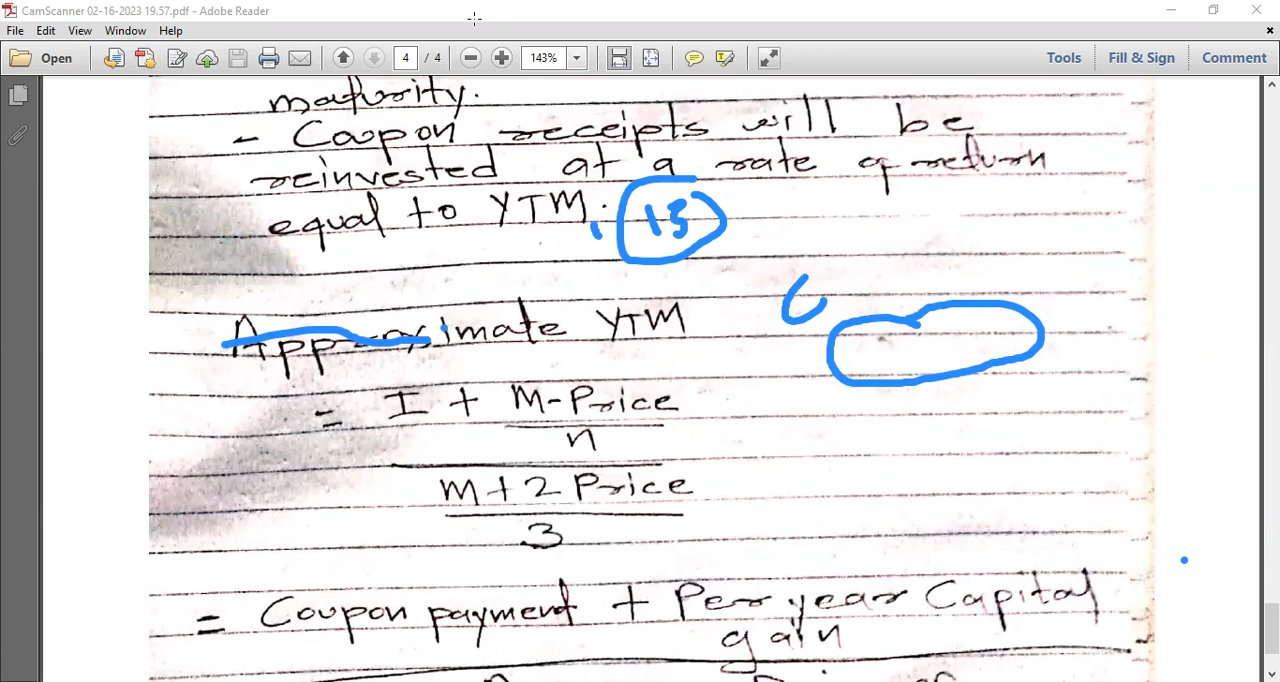 CamScanner 02-16-2023 19.57.pdf - Adobe Reader
File Edit View Window Help
Open 4 / 4 143% Tools Fill & Sign Comment
maturity.
- Coupon receipts will be
reinvested at a rate of return
equal to YTM. 15
Approximate YTM
= I + M-Price
n
M+2 Price
3
= Coupon payment + Per year Capital
gain